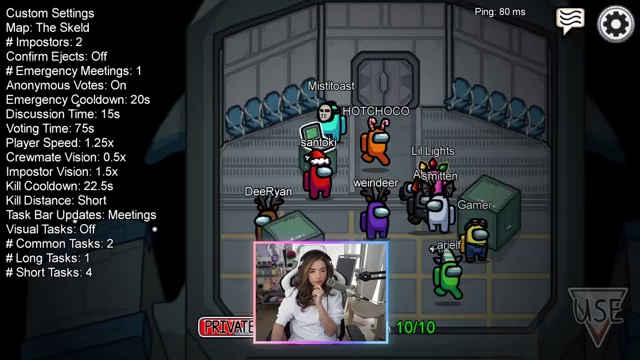 Custom Settings
Map: The Skeld
# Impostors: 2
Confirm Ejects: Off
# Emergency Meetings: 1
Anonymous Votes: On
Emergency Cooldown: 20s
Discussion Time: 15s
Voting Time: 75s
Player Speed: 1.25x
Crewmate Vision: 0.5x
Impostor Vision: 1.5x
Kill Cooldown: 22.5s
Kill Distance: Short
Task Bar Updates: Meetings
Visual Tasks: Off
# Common Tasks: 2
# Long Tasks: 1
# Short Tasks: 4
Ping: 80 ms
Mistitoast
HOTCHOCO
santoki
Lil Lights
smitten
weindeer
DeeRyan
Gamer
arielf
PRIVATE
10/10
USE